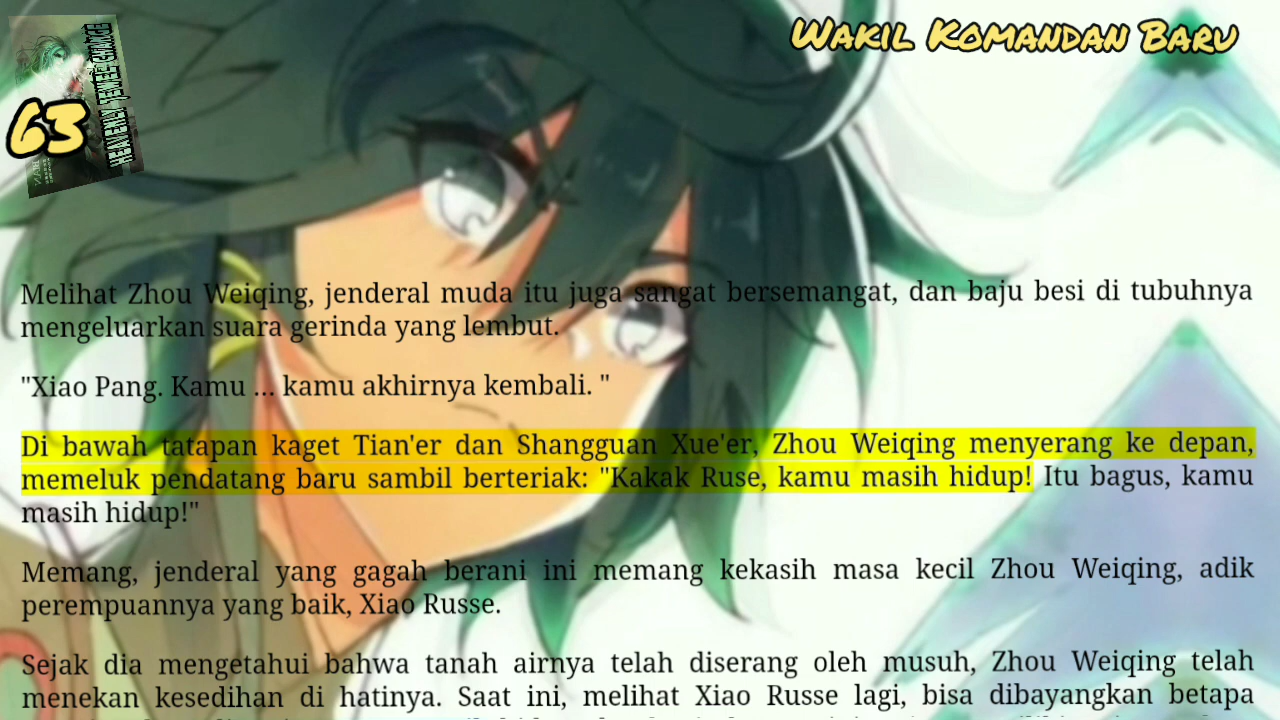 Wakil Komandan Baru
HEAVENLY JEWEL CHANGE
63
Melihat Zhou Weiqing, jenderal muda itu juga sangat bersemangat, dan baju besi di tubuhnya
mengeluarkan suara gerinda yang lembut.
"Xiao Pang. Kamu ... kamu akhirnya kembali. "
Di bawah tatapan kaget Tian'er dan Shangguan Xue'er, Zhou Weiqing menyerang ke depan,
memeluk pendatang baru sambil berteriak: "Kakak Ruse, kamu masih hidup! Itu bagus, kamu
masih hidup!"
Memang, jenderal yang gagah berani ini memang kekasih masa kecil Zhou Weiqing, adik
perempuannya yang baik, Xiao Russe.
Sejak dia mengetahui bahwa tanah airnya telah diserang oleh musuh, Zhou Weiqing telah
menekan kesedihan di hatinya. Saat ini, melihat Xiao Russe lagi, bisa dibayangkan betapa